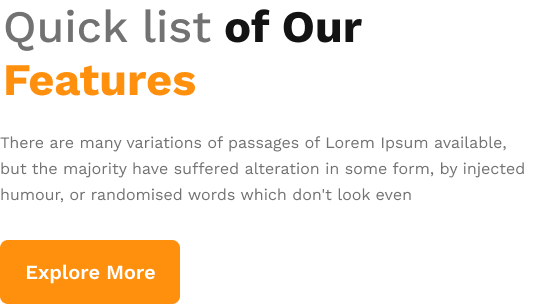 Quick list of Our
Features
There are many variations of passages of Lorem Ipsum available,
but the majority have suffered alteration in some form, by injected
humour, or randomised words which don't look even
Explore More